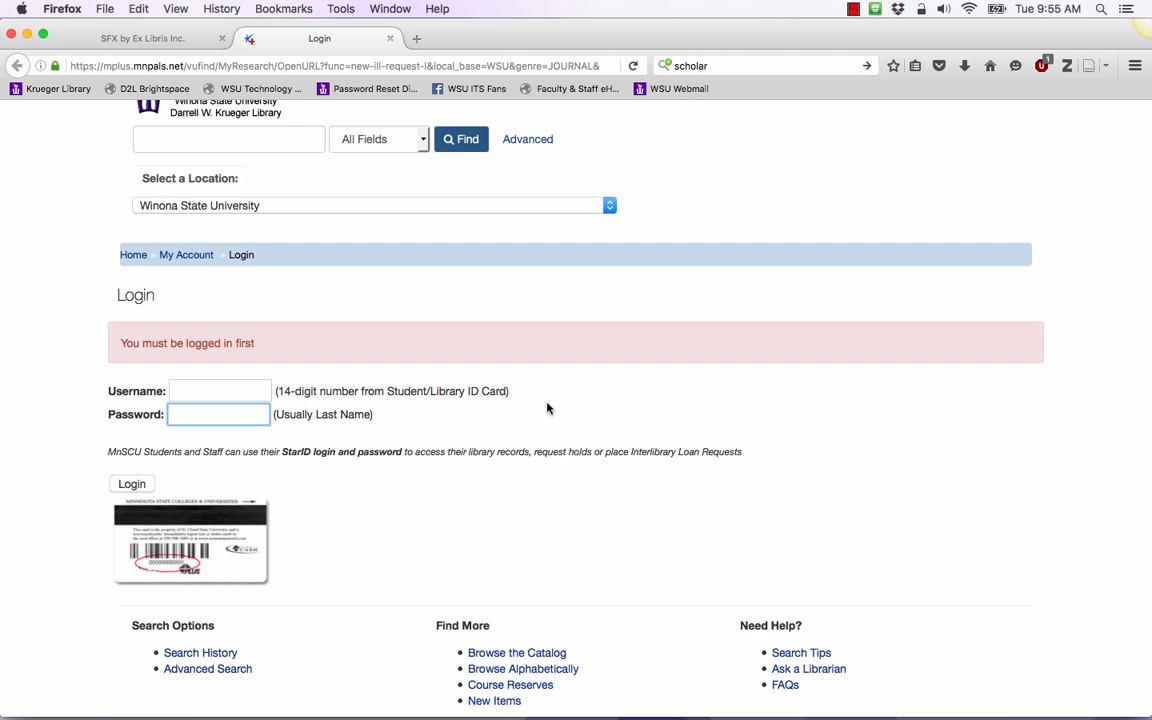 Firefox File Edit View History Bookmarks Tools Window Help Tue 9:55 AM
SFX by Ex Libris Inc. Login
https://mplus.mnpals.net/vufind/MyResearch/OpenURL?func=new-ill-request-l&local_base=WSU&genre=JOURNAL& scholar 1
Krueger Library D2L Brightspace WSU Technology ... Password Reset Di... WSU ITS Fans Faculty & Staff eH... WSU Webmail
Winona State University
Darrell W. Krueger Library
All Fields Find Advanced
Select a Location:
Winona State University
Home My Account Login
Login
You must be logged in first
Username: (14-digit number from Student/Library ID Card)
Password: (Usually Last Name)
MnSCU Students and Staff can use their StarID login and password to access their library records, request holds or place Interlibrary Loan Requests
Login
MINNESOTA STATE COLLEGES & UNIVERSITIES
PLUS
Search Options Find More Need Help?
Search History Browse the Catalog Search Tips
Advanced Search Browse Alphabetically Ask a Librarian
Course Reserves FAQs
New Items